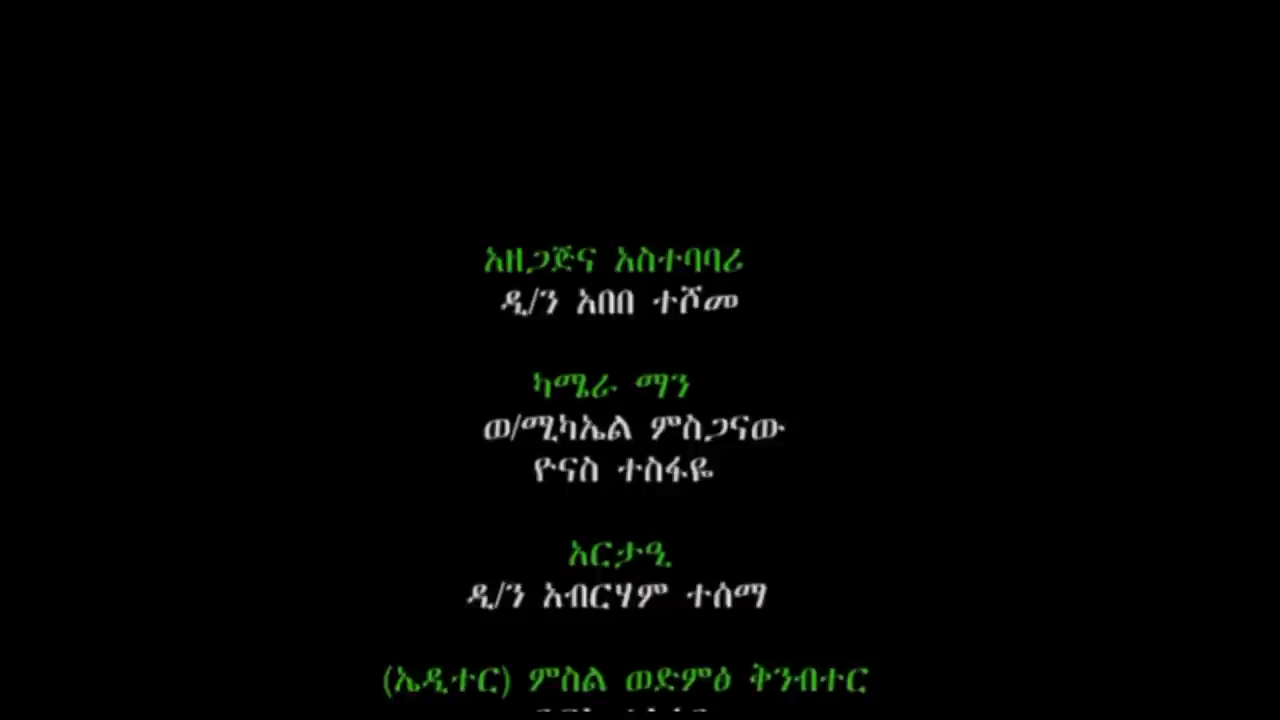 አዘጋጅና አስተባባሪ
ዲ/ን አበበ ተሾመ
ካሜራ ማን
ወ/ሚካኤል ምስጋናው
ዮናስ ተስፋዬ
አርታዒ
ዲ/ን አብርሃም ተሰማ
(ኤዲተር) ምስል ወድምፅ ቅንብተር